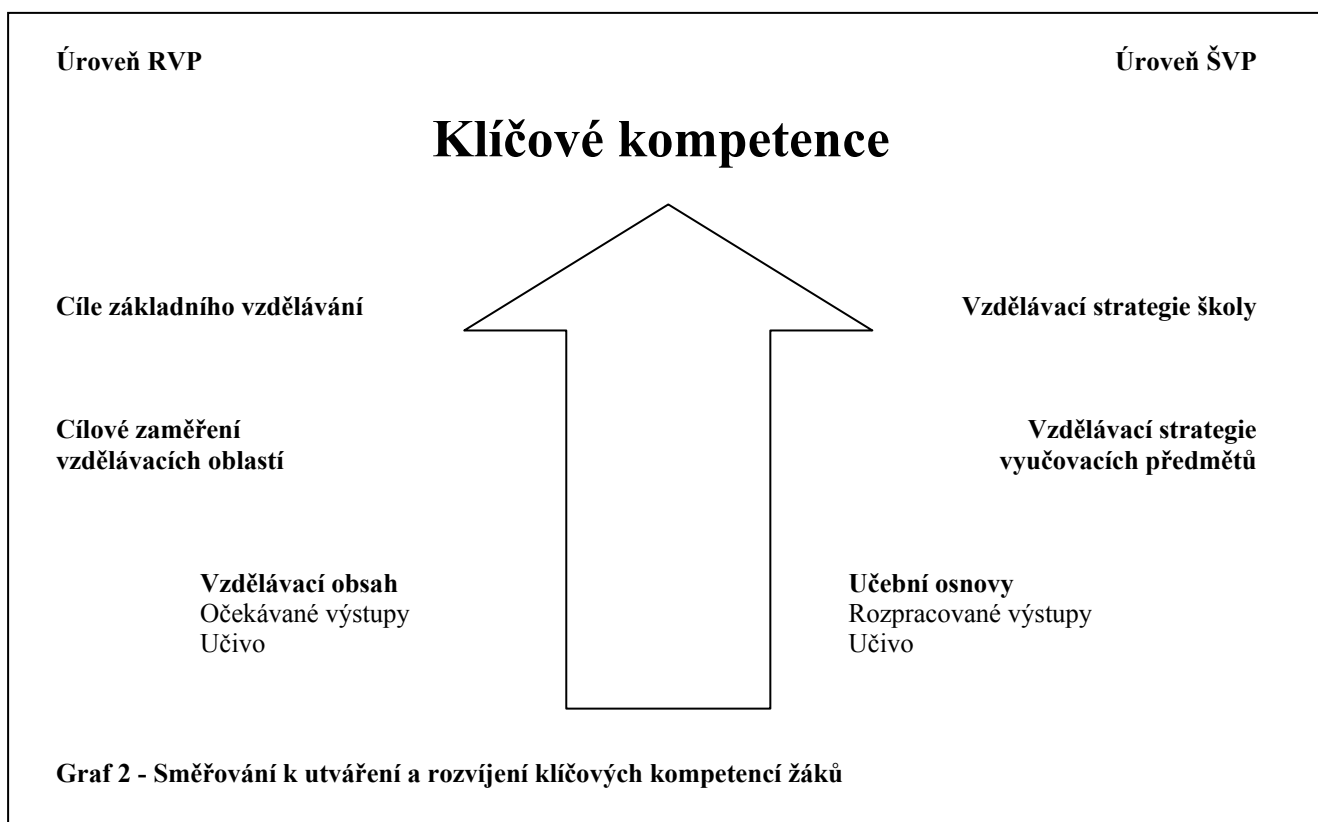 Úroveň RVP
Úroveň ŠVP
Klíčové kompetence
Cíle základního vzdělávání
Vzdělávací strategie školy
Cílové zaměření
vzdělávacích oblastí
Vzdělávací strategie
vyučovacích předmětů
Vzdělávací obsah
Očekávané výstupy
Učivo
Učební osnovy
Rozpracované výstupy
Učivo
Graf 2 - Směřování k utváření a rozvíjení klíčových kompetencí žáků